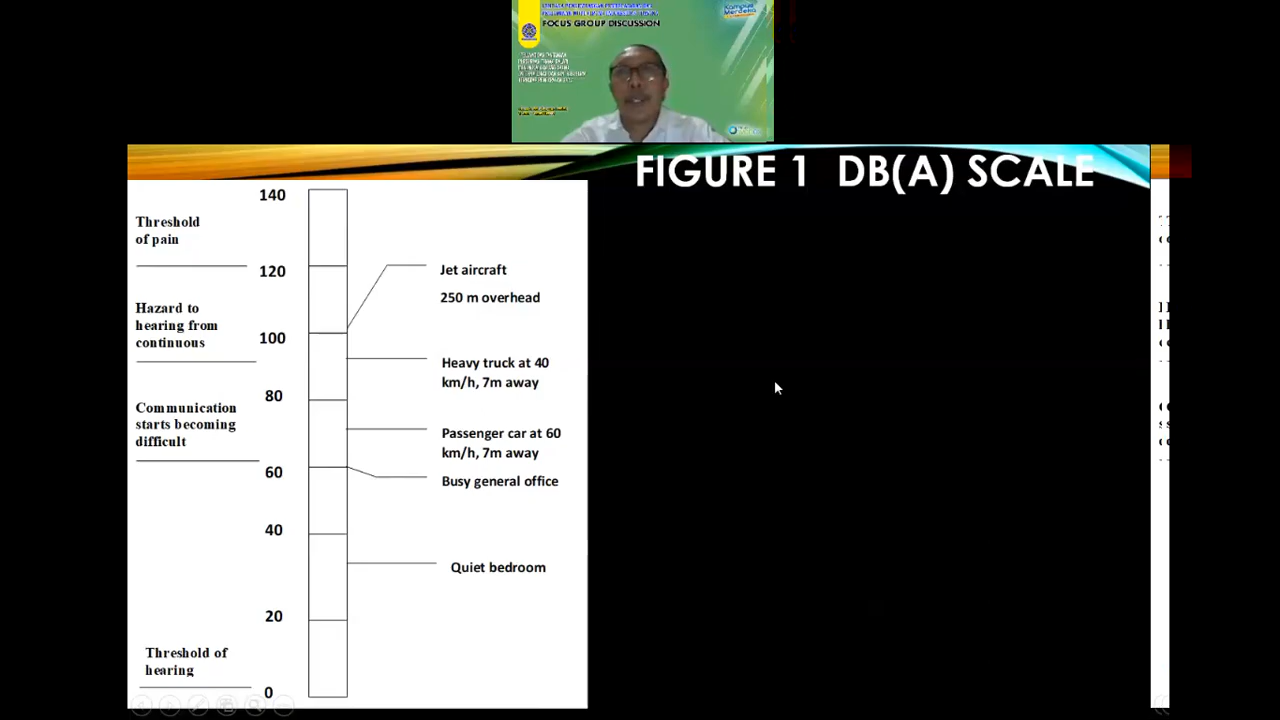 FOCUS GROUP DISCUSSION
Kampus
Merdeka
FIGURE 1 DB(A) SCALE
140
Threshold
of pain
120
Jet aircraft
250 m overhead
Hazard to
hearing from
continuous
100
Heavy truck at 40
km/h, 7m away
80
Communication
starts becoming
difficult
Passenger car at 60
km/h, 7m away
60
Busy general office
40
Quiet bedroom
20
Threshold of
hearing
0